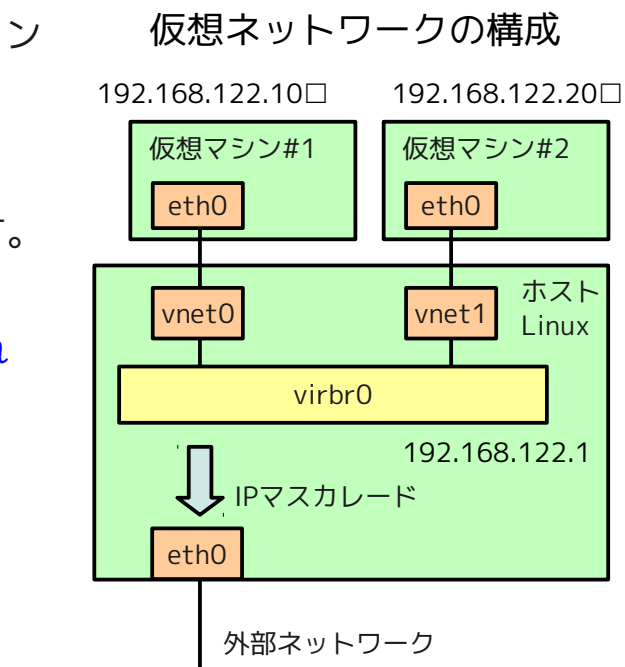 ン
仮想ネットワークの構成
192.168.122.10□ 192.168.122.20□
仮想マシン#1 仮想マシン#2
eth0 eth0
。
ホスト
Linux
vnet0 vnet1
virbr0
192.168.122.1
IPマスカレード
eth0
外部ネットワーク